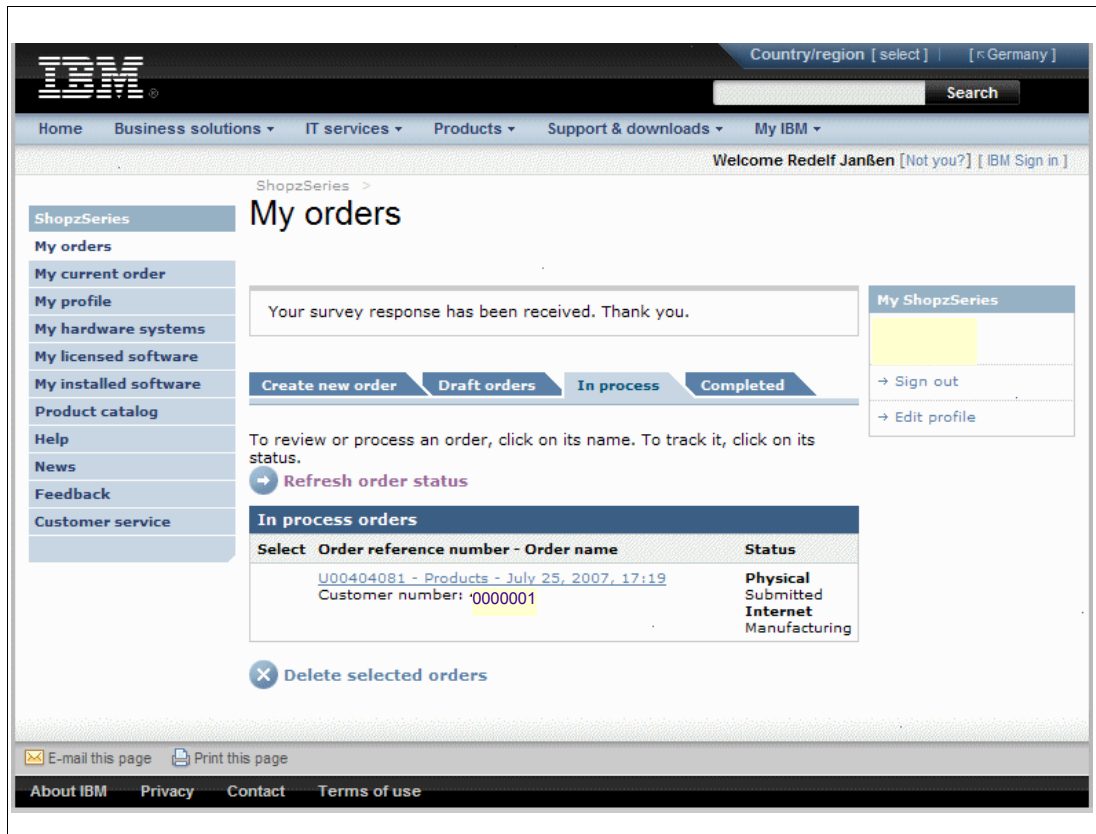 Country/region [ select ] | [ Germany ]
IBM ®
Search
Home Business solutions IT services Products Support & downloads My IBM
Welcome Redelf Janßen [Not you?] [ IBM Sign in ]
ShopzSeries >
My orders
ShopzSeries
My orders
My current order
My profile
My hardware systems
My licensed software
My installed software
Product catalog
Help
News
Feedback
Customer service
Your survey response has been received. Thank you.
My ShopzSeries
→ Sign out
→ Edit profile
Create new order Draft orders In process Completed
To review or process an order, click on its name. To track it, click on its
status.
Refresh order status
In process orders
Select Order reference number - Order name Status
U00404081 - Products - July 25, 2007, 17:19 Physical
Customer number: 0000001 Submitted
Internet
Manufacturing
Delete selected orders
E-mail this page Print this page
About IBM Privacy Contact Terms of use